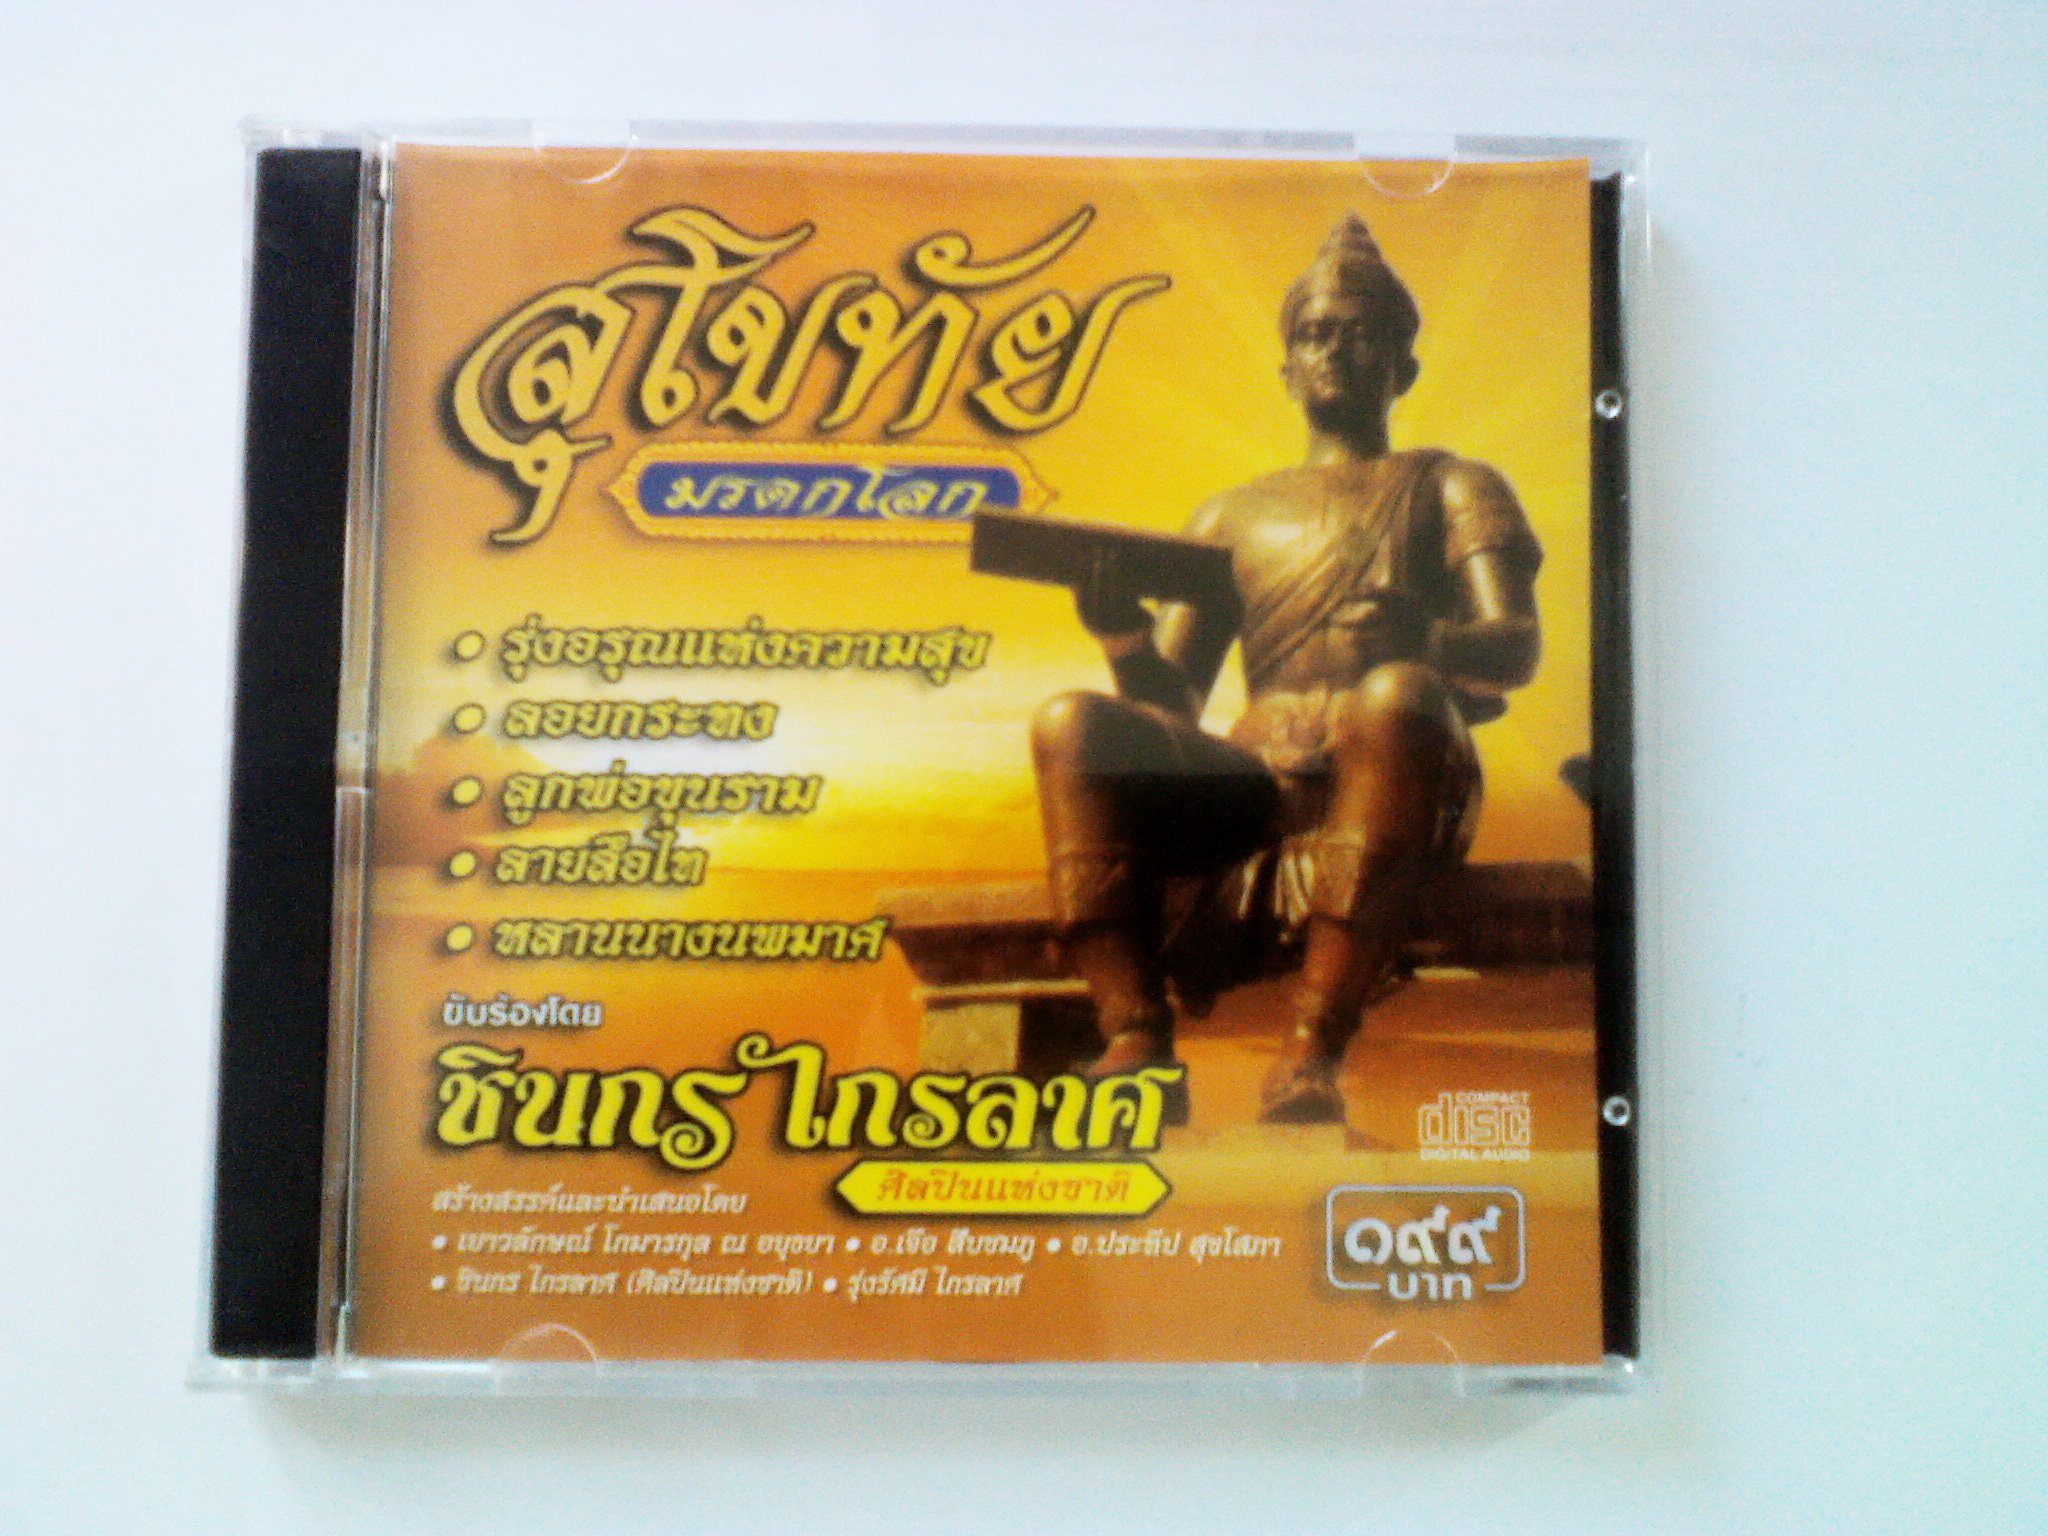 สุโขทัย
มรดกโลก
• รุ่งอรุณแห่งความสุข
• ลอยกระทง
• ลูกพ่อขุนราม
• ลายสือไท
• หลานนางนพมาศ
ขับร้องโดย
ชินกร ไกรลาศ
ศิลปินแห่งชาติ
สร้างสรรค์และนำเสนอโดย
• เยาวลักษณ์ โกมารกุล ณ อยุธยา • อ.เจือ สืบชมภู • อ.ประทีป สุขโสภา
• ชินกร ไกรลาศ (ศิลปินแห่งชาติ) • รุ่งรัศมี ไกรลาศ
COMPACT
disc
DIGITAL AUDIO
๑๙๙
บาท